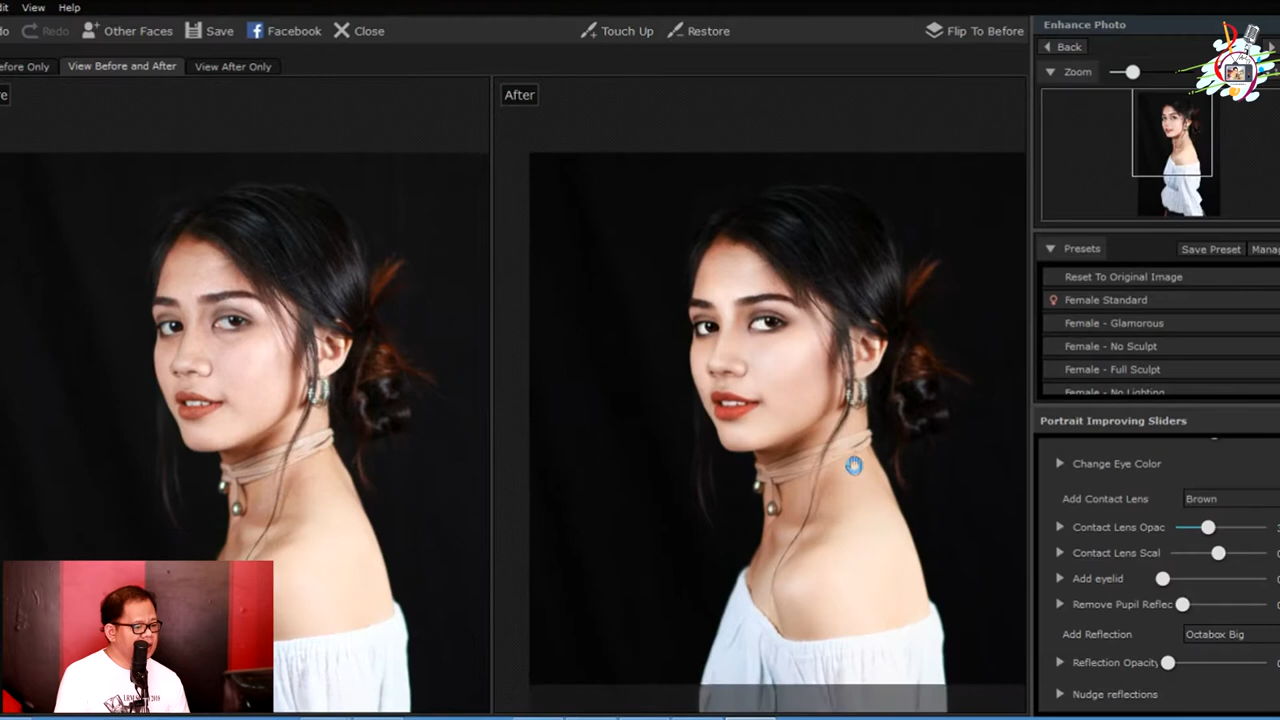 View Help
Redo Other Faces Save Facebook Close Touch Up Restore Flip To Before
Only View Before and After View After Only
After
Enhance Photo
Back
Zoom
Presets Save Preset
Reset To Original Image
Female Standard
Female - Glamorous
Female - No Sculpt
Female - Full Sculpt
Female - No Lighting
Portrait Improving Sliders
Change Eye Color
Add Contact Lens Brown
Contact Lens Opac
Contact Lens Scal
Add eyelid
Remove Pupil Reflec
Add Reflection Octabox Big
Reflection Opacity
Nudge reflections